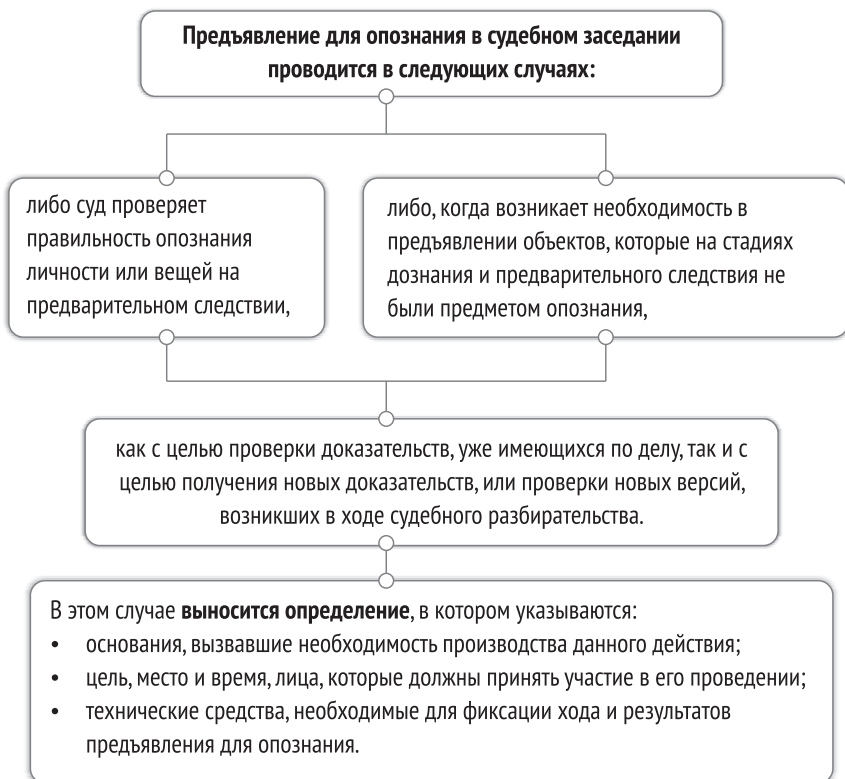 Предъявление для опознания в судебном заседании
проводится в следующих случаях:
либо суд проверяет
правильность опознания
личности или вещей на
предварительном следствии,
либо, когда возникает необходимость в
предъявлении объектов, которые на стадиях
дознания и предварительного следствия не
были предметом опознания,
как с целью проверки доказательств, уже имеющихся по делу, так и с
целью получения новых доказательств, или проверки новых версий,
возникших в ходе судебного разбирательства.
В этом случае выносится определение, в котором указываются:
• основания, вызвавшие необходимость производства данного действия;
• цель, место и время, лица, которые должны принять участие в его проведении;
• технические средства, необходимые для фиксации хода и результатов
предъявления для опознания.